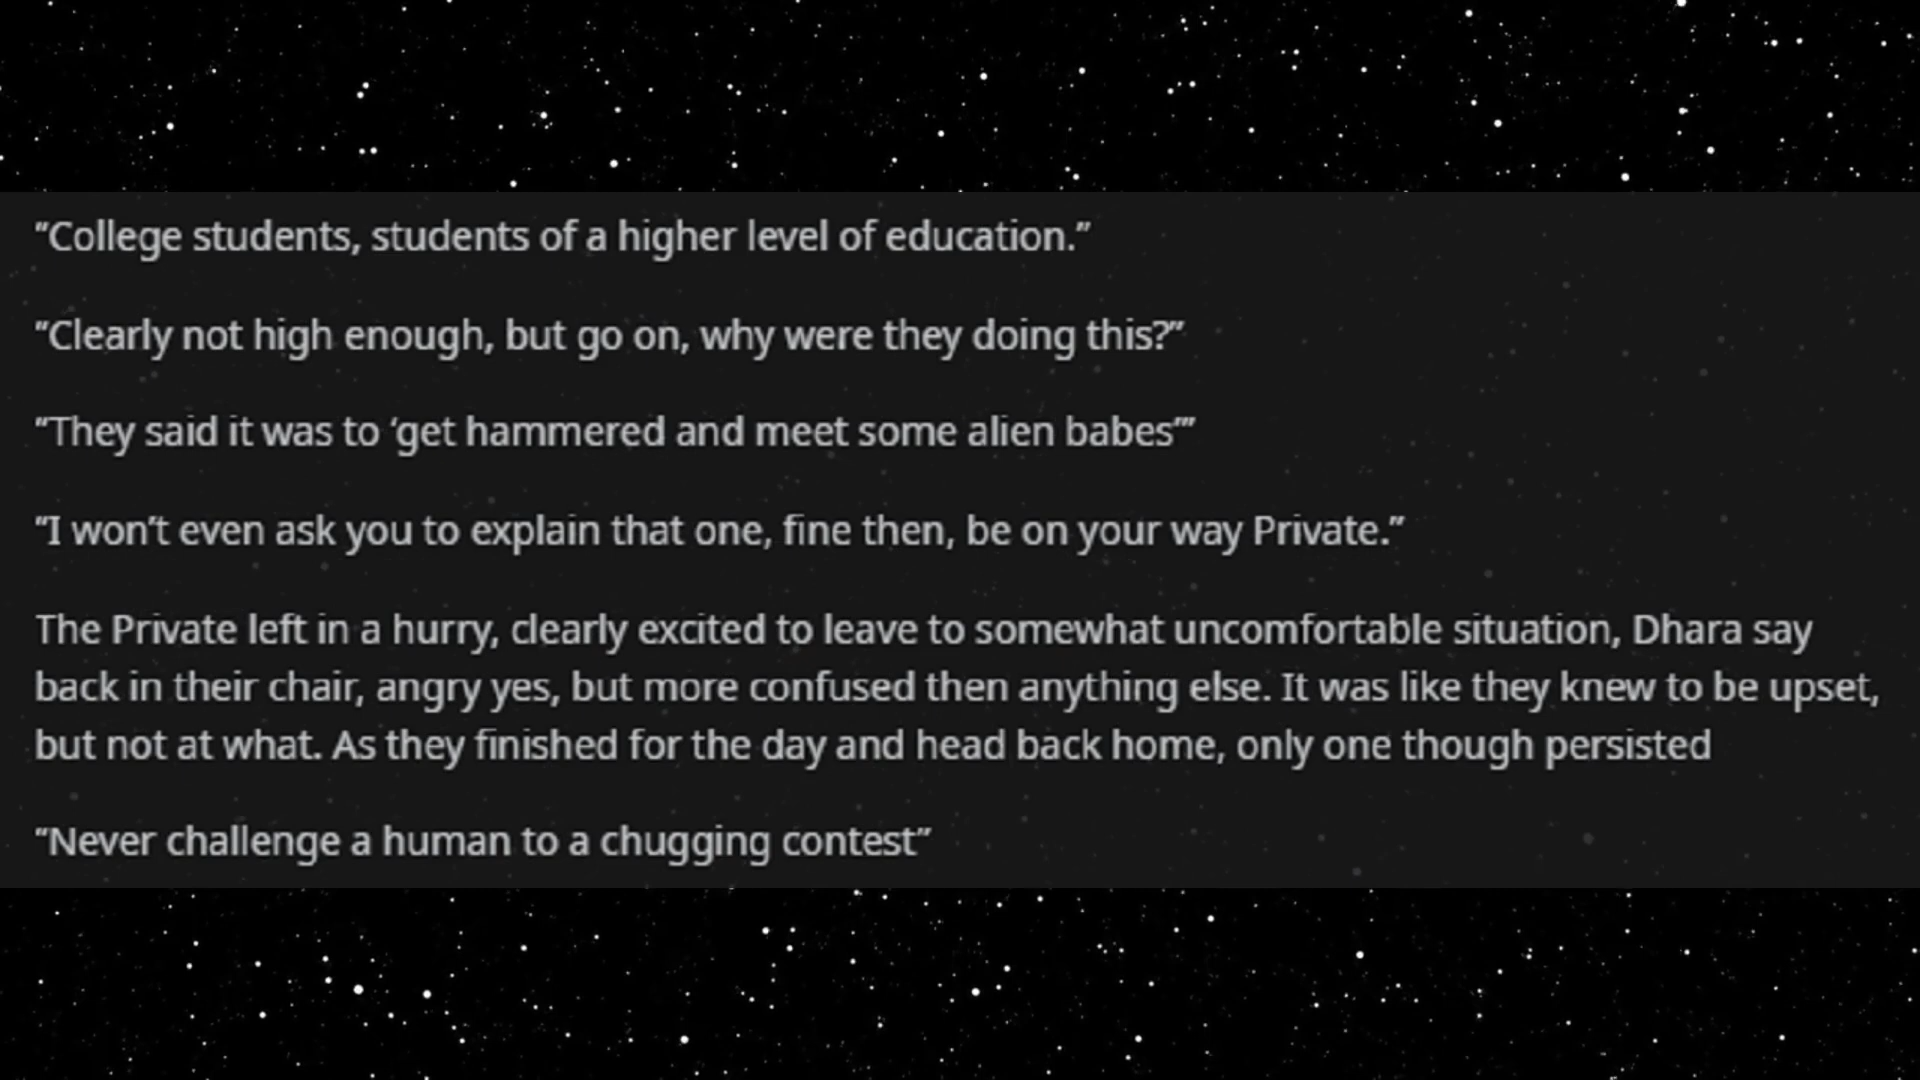 “College students, students of a higher level of education.”
“Clearly not high enough, but go on, why were they doing this?”
“They said it was to ‘get hammered and meet some alien babes’”
“I won’t even ask you to explain that one, fine then, be on your way Private.”
The Private left in a hurry, clearly excited to leave to somewhat uncomfortable situation, Dhara say
back in their chair, angry yes, but more confused then anything else. It was like they knew to be upset,
but not at what. As they finished for the day and head back home, only one though persisted
“Never challenge a human to a chugging contest”